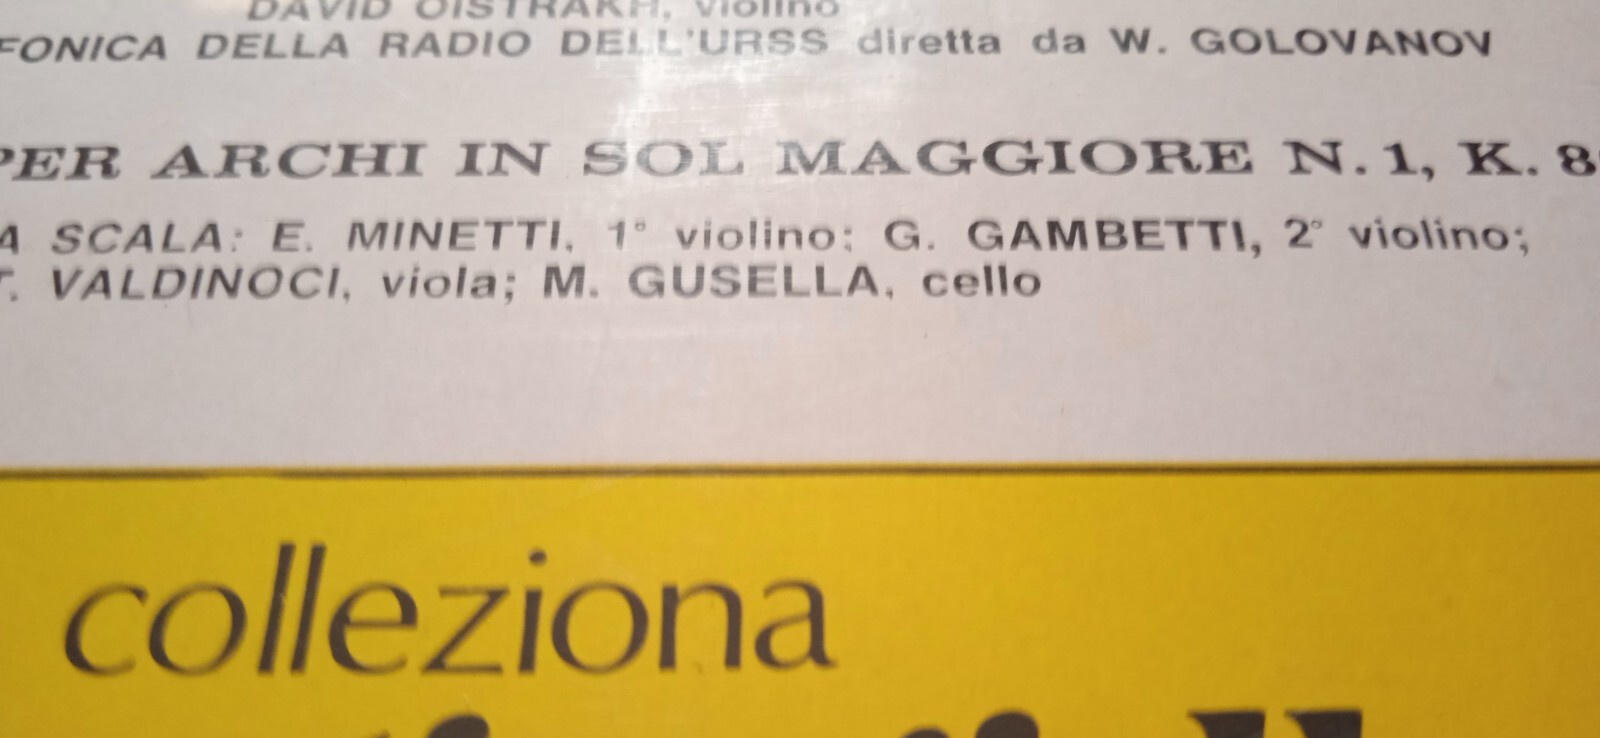 DAVID OISTRAKH, violino
FONICA DELLA RADIO DELL'URSS diretta da W. GOLOVANOV
PER ARCHI IN SOL MAGGIORE N. 1, K. 8
A SCALA: E. MINETTI, 1° violino; G. GAMBETTI, 2° violino;
T. VALDINOCI, viola; M. GUSELLA, cello
colleziona